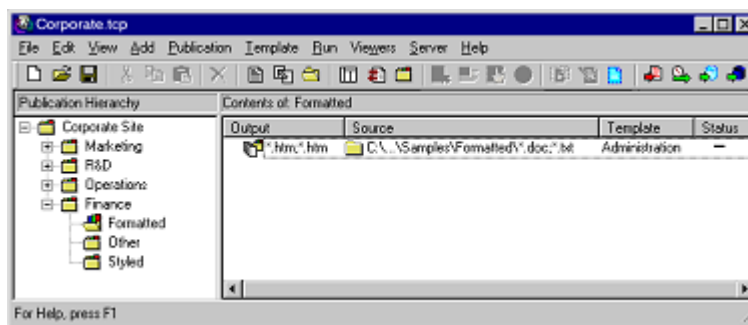 Corporate.tcp
File Edit View Add Publication Template Run Viewers Server Help
Publication Hierarchy
Contents of: Formatted
Corporate Site
Marketing
R&D
Operations
Finance
Formatted
Other
Styled
Output Source Template Status
*.htm;*.htm C:\...\Samples\Formatted\*.doc;*.txt Administration
For Help, press F1